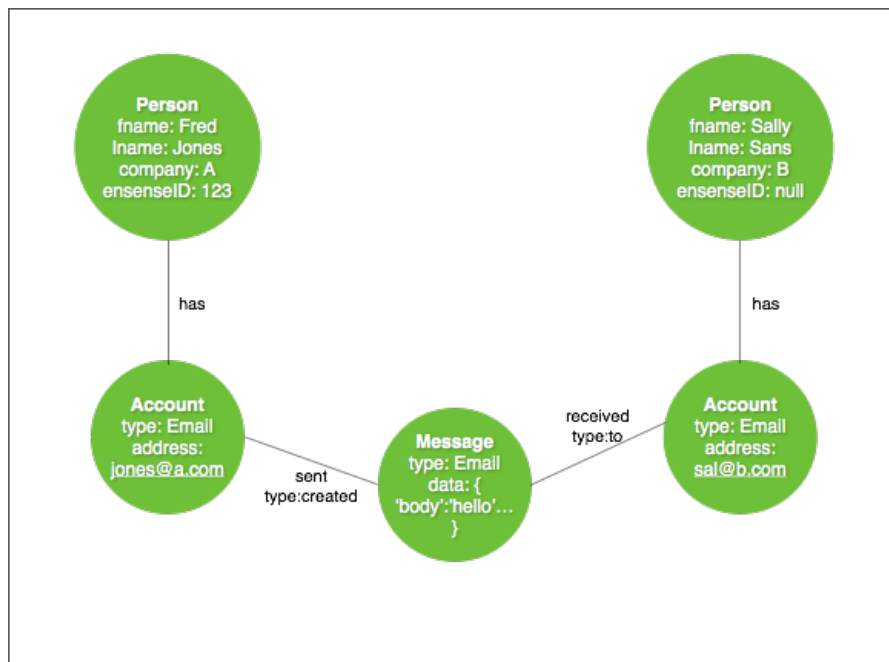 Person
fname: Fred
lname: Jones
company: A
ensenseID: 123
Person
fname: Sally
lname: Sans
company: B
ensenseID: null
has
has
Account
type: Email
address:
jones@a.com
sent
type:created
Message
type: Email
data: {
'body':'hello'...
}
received
type:to
Account
type: Email
address:
sal@b.com